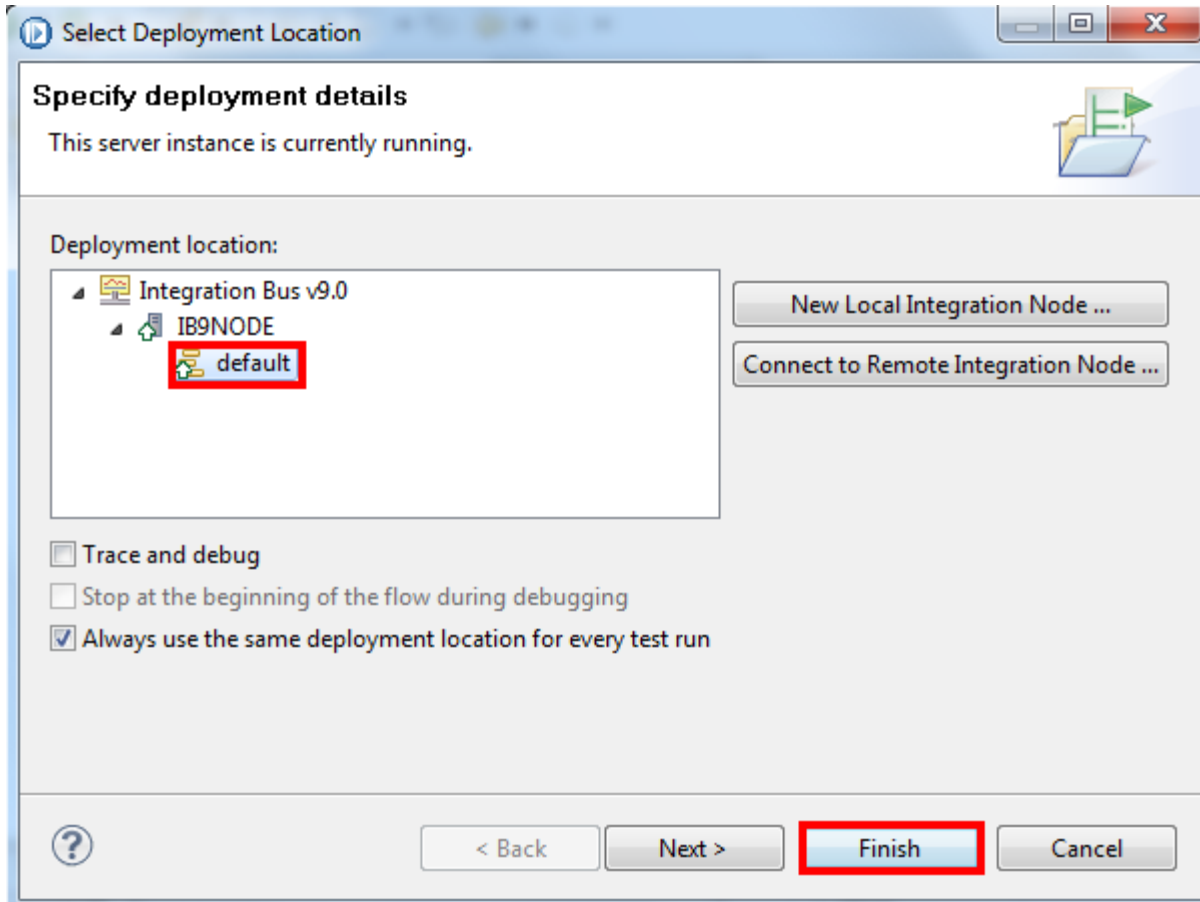 Select Deployment Location
Specify deployment details
This server instance is currently running.
Deployment location:
Integration Bus v9.0
IB9NODE
default
New Local Integration Node ...
Connect to Remote Integration Node ...
Trace and debug
Stop at the beginning of the flow during debugging
Always use the same deployment location for every test run
? < Back Next > Finish Cancel